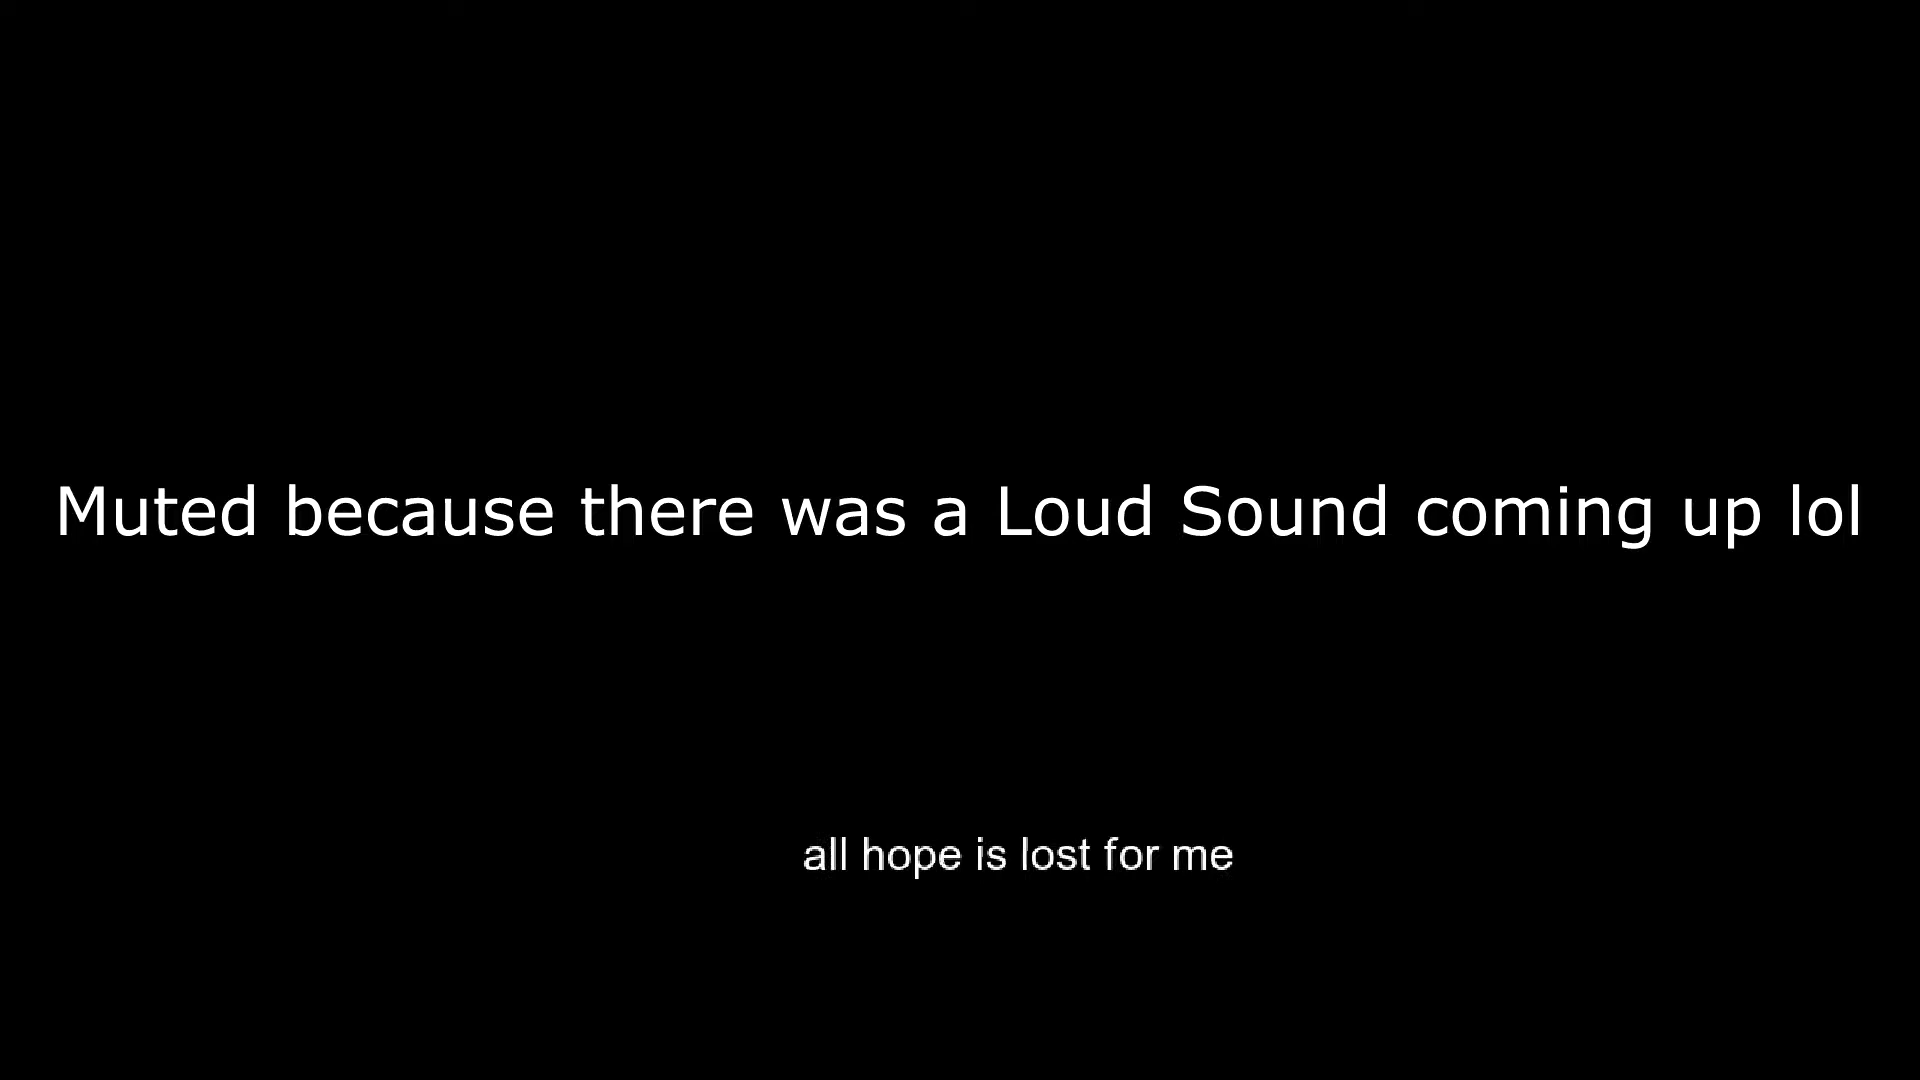 Muted because there was a Loud Sound coming up lol
all hope is lost for me